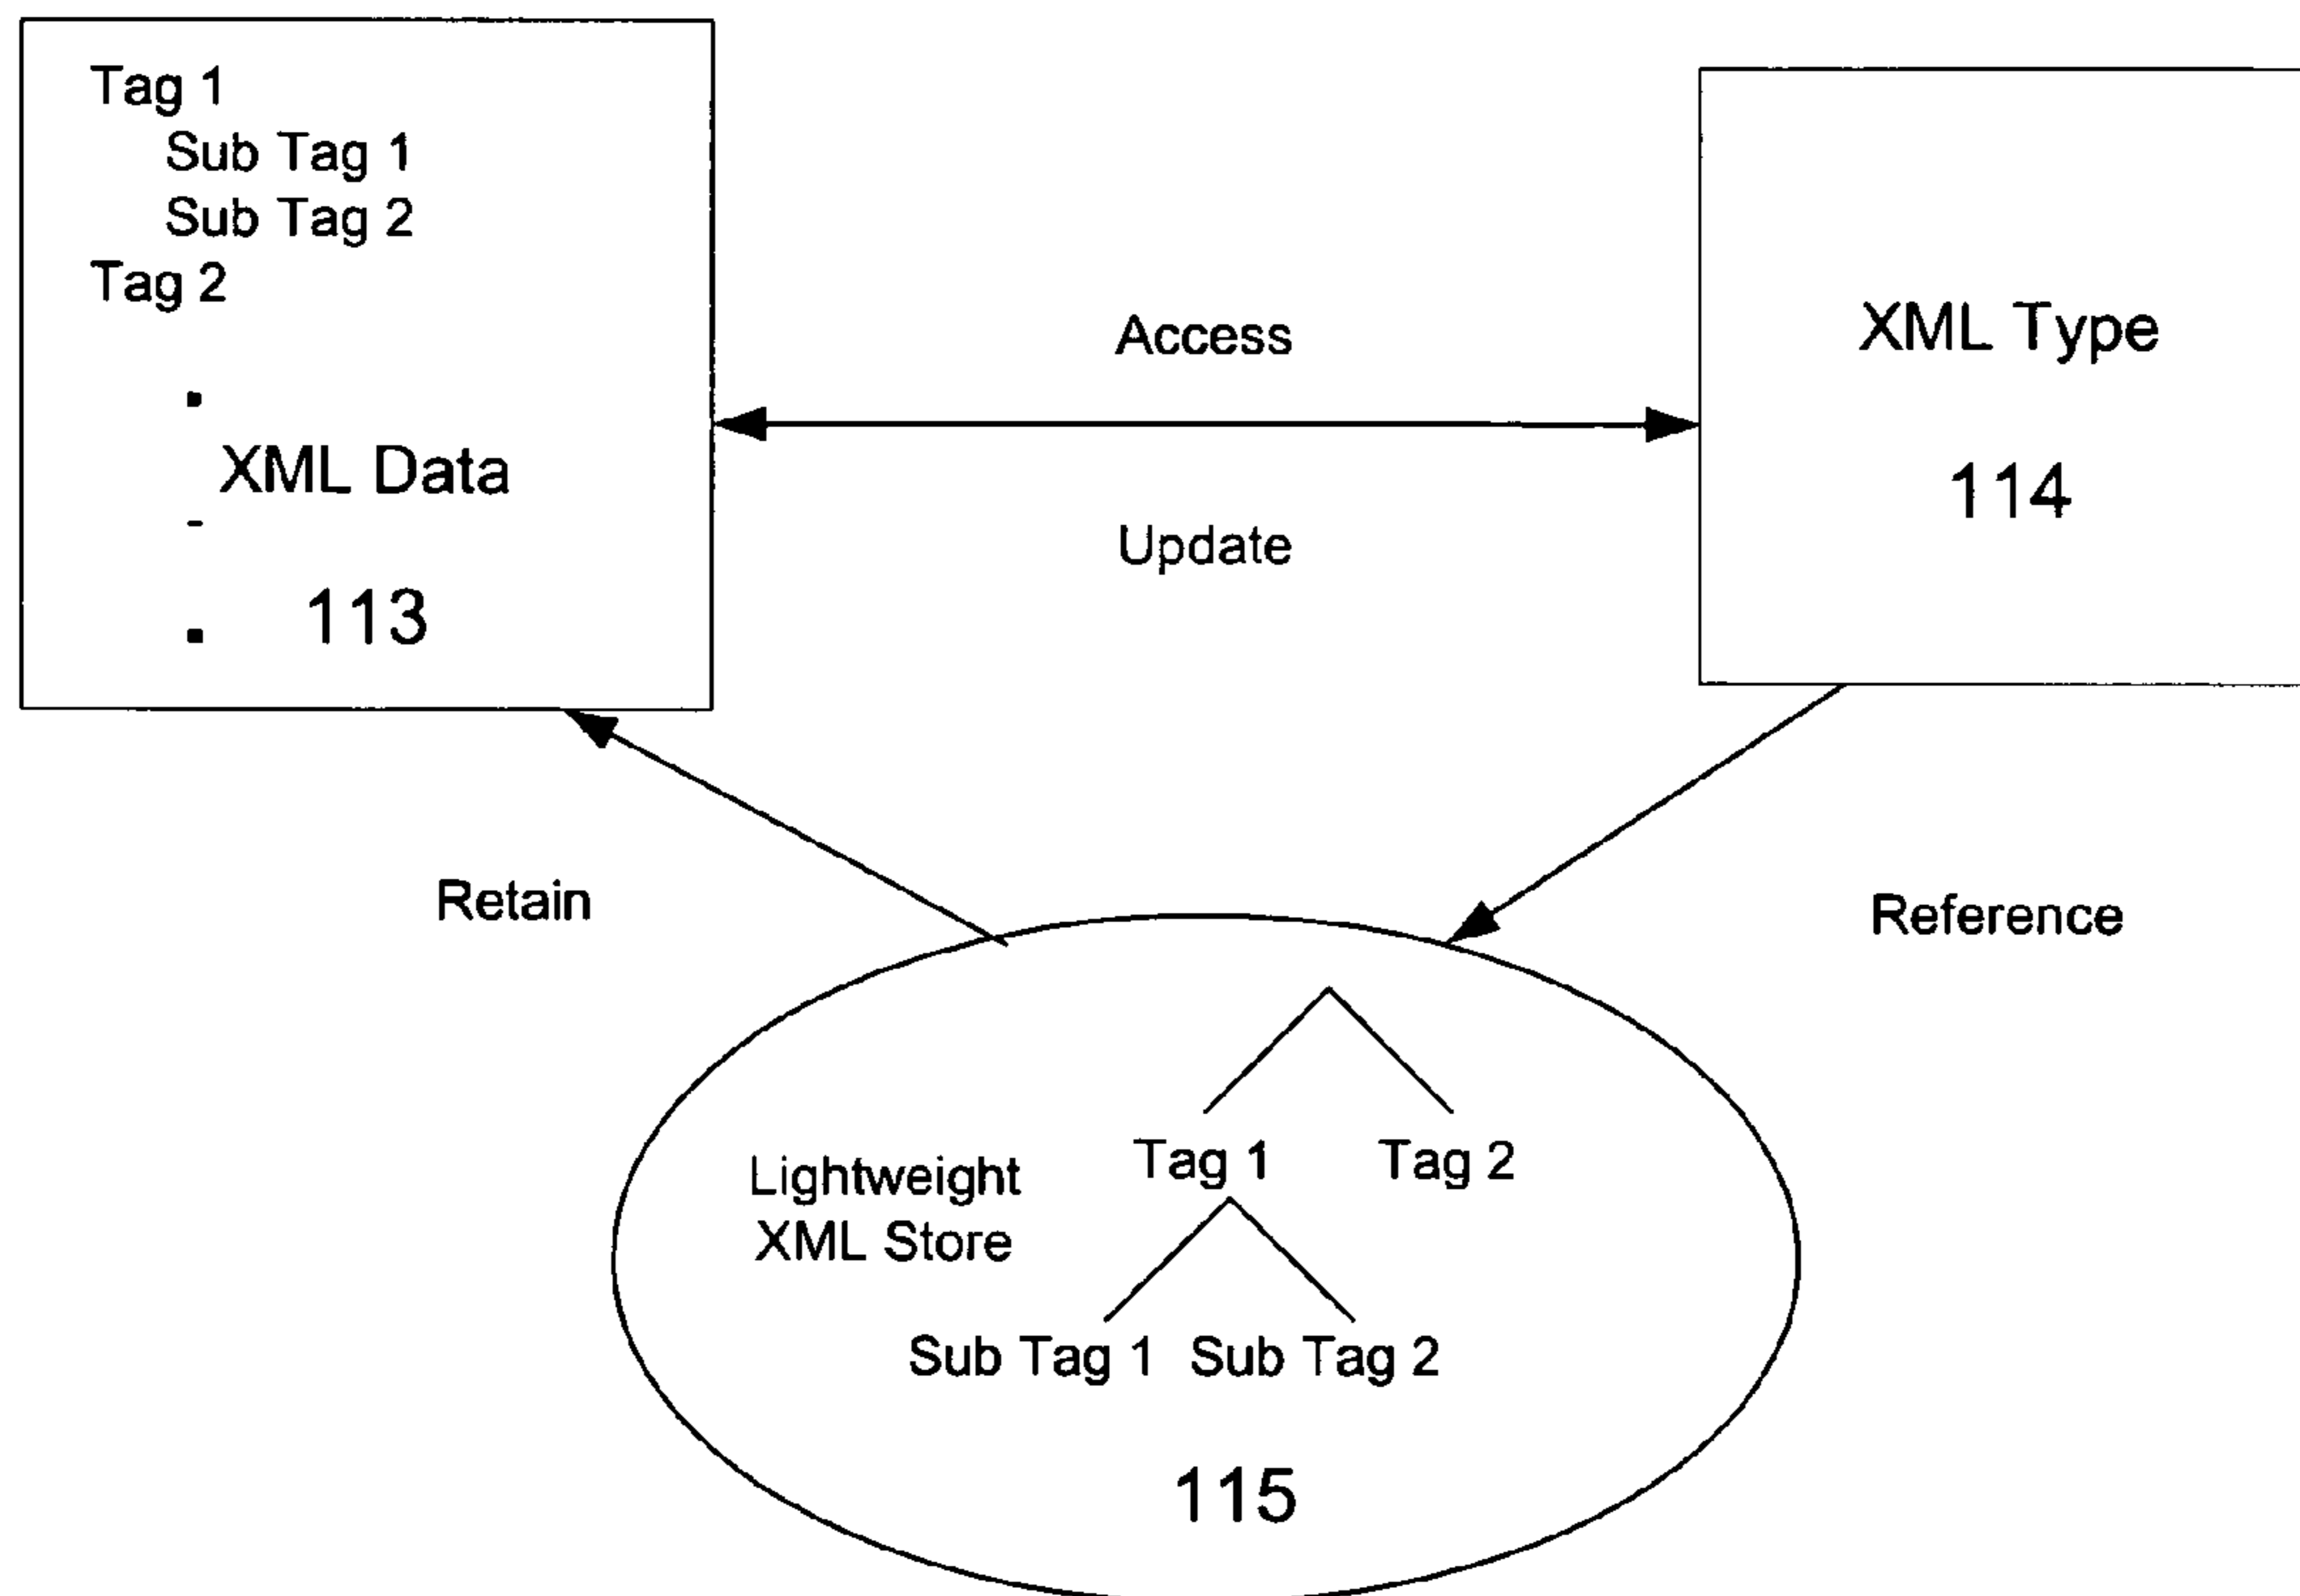 Tag 1
Sub Tag 1
Sub Tag 2
Tag 2
XML Data
113
Access
Update
XML Type
114
Retain
Reference
Tag 1 Tag 2
Lightweight
XML Store
Sub Tag 1 Sub Tag 2
115